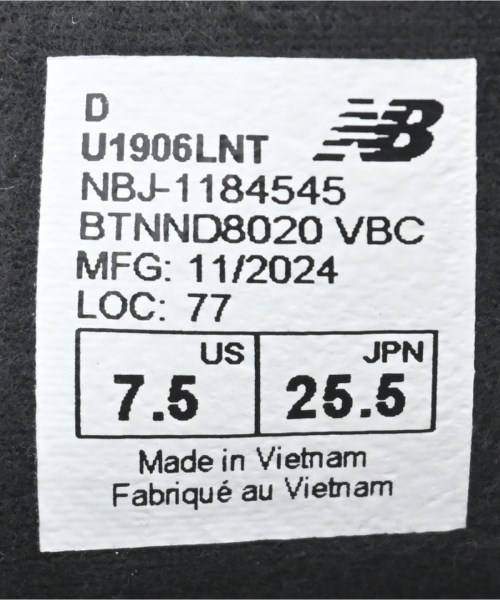 D
U1906LNT
NBJ-1184545
BTNND8020 VBC
MFG: 11/2024
LOC: 77
US JPN
7.5 25.5
Made in Vietnam
Fabriqué au Vietnam